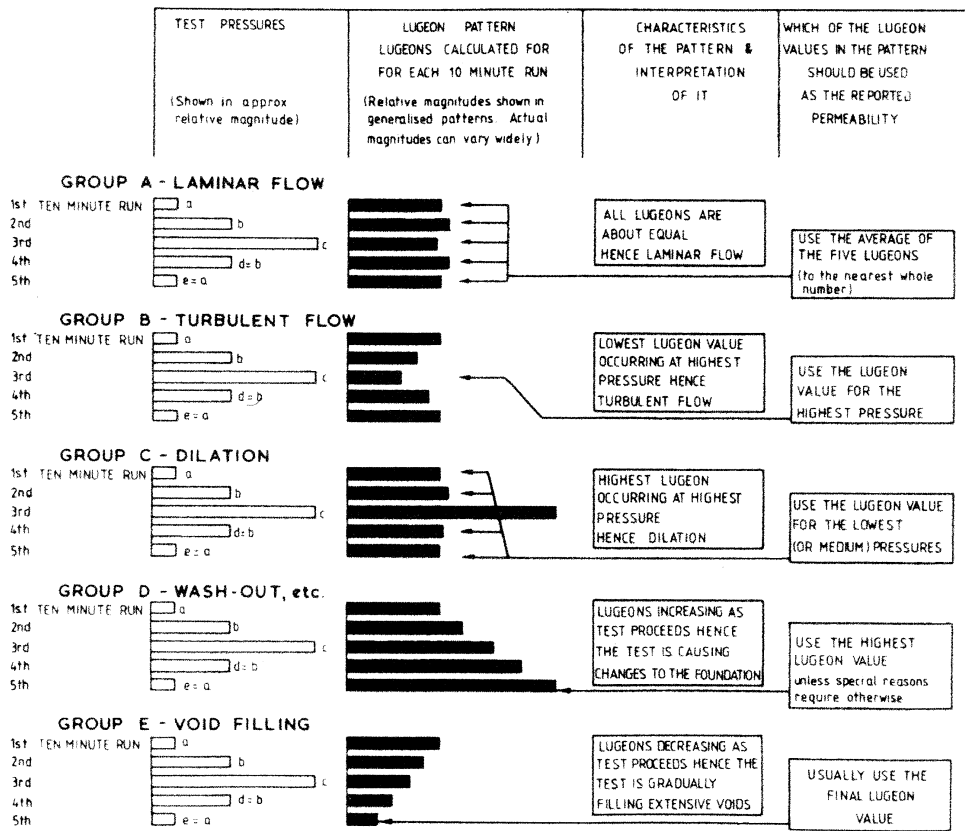 TEST PRESSURES
(Shown in approx
relative magnitude)
LUGEON PATTERN
LUGEONS CALCULATED FOR
FOR EACH 10 MINUTE RUN
(Relative magnitudes shown in
generalised patterns. Actual
magnitudes can vary widely)
CHARACTERISTICS
OF THE PATTERN &
INTERPRETATION
OF IT
WHICH OF THE LUGEON
VALUES IN THE PATTERN
SHOULD BE USED
AS THE REPORTED
PERMEABILITY
GROUP A - LAMINAR FLOW
1st TEN MINUTE RUN a
2nd b
3rd c
4th d=b
5th e=a
ALL LUGEONS ARE
ABOUT EQUAL
HENCE LAMINAR FLOW
USE THE AVERAGE OF
THE FIVE LUGEONS
(to the nearest whole
number)
GROUP B - TURBULENT FLOW
1st TEN MINUTE RUN a
2nd b
3rd c
4th d=b
5th e=a
LOWEST LUGEON VALUE
OCCURRING AT HIGHEST
PRESSURE HENCE
TURBULENT FLOW
USE THE LUGEON
VALUE FOR THE
HIGHEST PRESSURE
GROUP C - DILATION
1st TEN MINUTE RUN a
2nd b
3rd c
4th d=b
5th e=a
HIGHEST LUGEON
OCCURRING AT HIGHEST
PRESSURE
HENCE DILATION
USE THE LUGEON VALUE
FOR THE LOWEST
(OR MEDIUM) PRESSURES
GROUP D - WASH-OUT, etc.
1st TEN MINUTE RUN a
2nd b
3rd c
4th d=b
5th e=a
LUGEONS INCREASING AS
TEST PROCEEDS HENCE
THE TEST IS CAUSING
CHANGES TO THE FOUNDATION
USE THE HIGHEST
LUGEON VALUE
unless special reasons
require otherwise
GROUP E - VOID FILLING
1st TEN MINUTE RUN a
2nd b
3rd c
4th d=b
5th e=a
LUGEONS DECREASING AS
TEST PROCEEDS HENCE THE
TEST IS GRADUALLY
FILLING EXTENSIVE VOIDS
USUALLY USE THE
FINAL LUGEON
VALUE